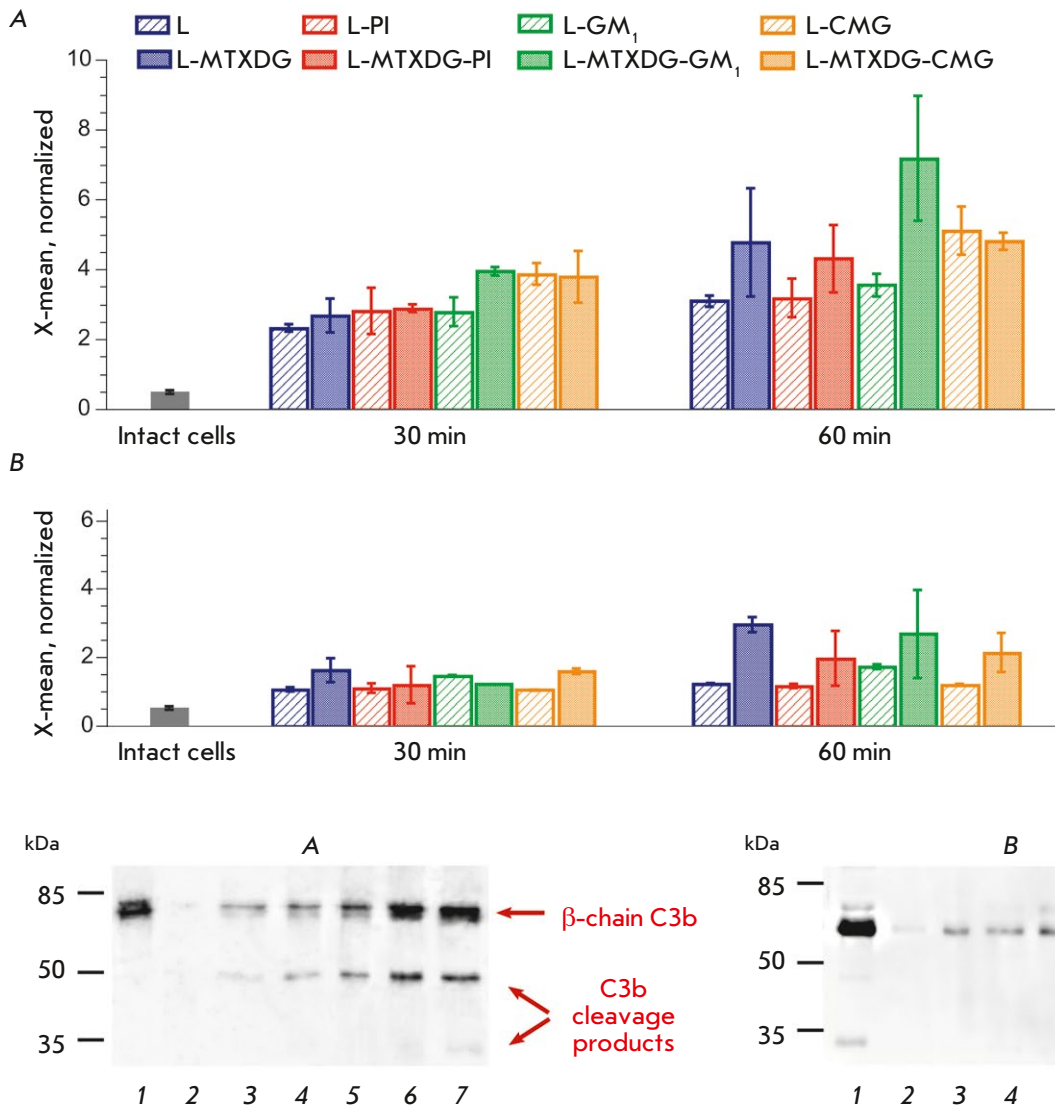 A
L L-PI L-GM₁ L-CMG
L-MTXDG L-MTXDG-PI L-MTXDG-GM₁ L-MTXDG-CMG
10
8
6
4
2
0
X-mean, normalized
Intact cells 30 min 60 min
B
6
4
2
0
X-mean, normalized
Intact cells 30 min 60 min
kDa A
85
50
35
β-chain C3b
C3b
cleavage
products
1 2 3 4 5 6 7
kDa B
85
50
35
1 2 3 4